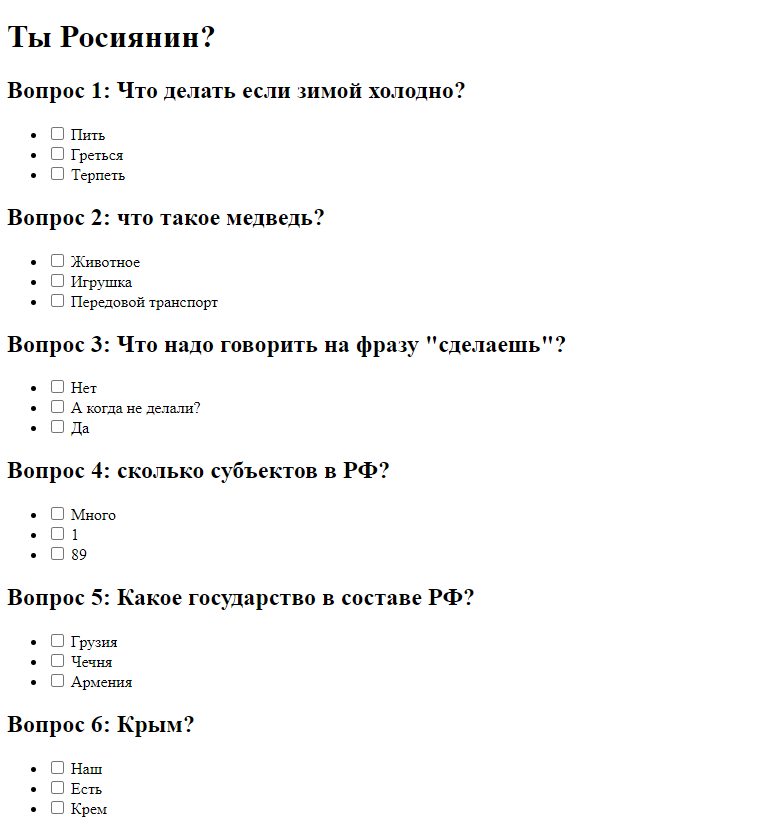 Ты Росиянин?
Вопрос 1: Что делать если зимой холодно?
Пить
Греться
Терпеть
Вопрос 2: что такое медведь?
Животное
Игрушка
Передовой транспорт
Вопрос 3: Что надо говорить на фразу "сделаешь"?
Нет
А когда не делали?
Да
Вопрос 4: сколько субъектов в РФ?
Много
1
89
Вопрос 5: Какое государство в составе РФ?
Грузия
Чечня
Армения
Вопрос 6: Крым?
Наш
Есть
Крем